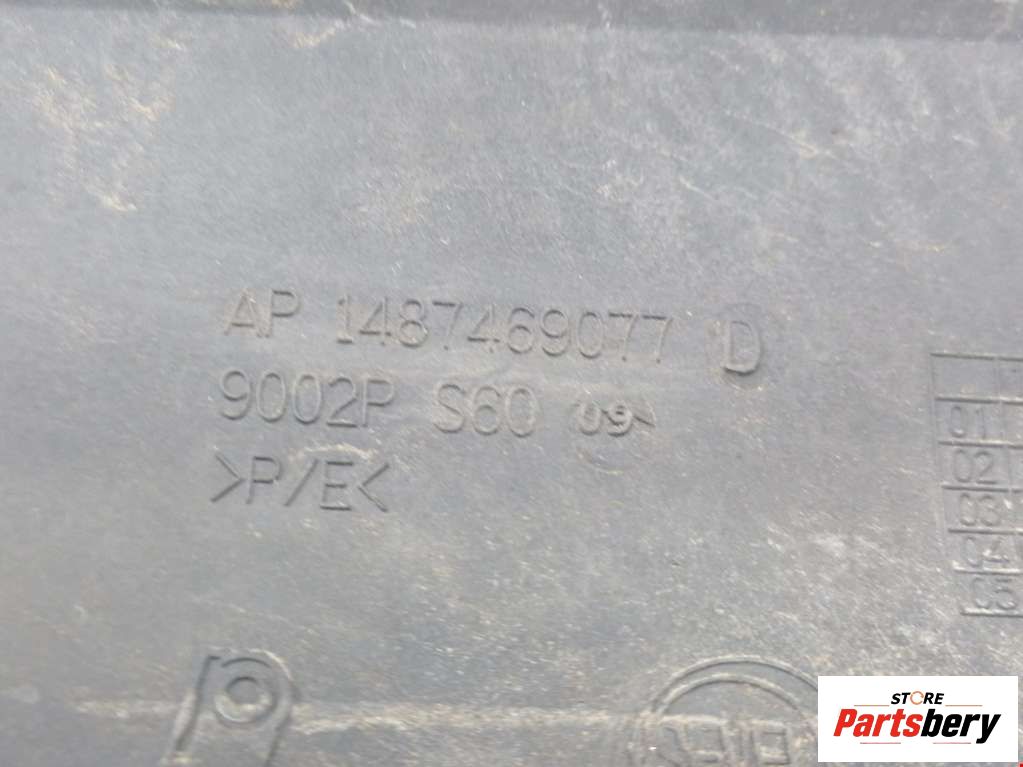 AP 1487469077 D
9002P S60 09
>P/E<
01
02
03
04
05
STORE
Partsbery